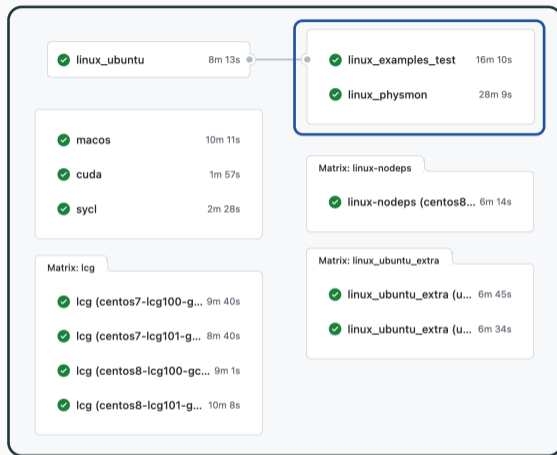 linux_ubuntu 8m 13s
linux_examples_test 16m 10s
linux_physmon 28m 9s
macos 10m 11s
cuda 1m 57s
sycl 2m 28s
Matrix: linux-nodeps
linux-nodeps (centos8... 6m 14s
Matrix: lcg
lcg (centos7-lcg100-g... 9m 40s
lcg (centos7-lcg101-g... 8m 40s
lcg (centos8-lcg100-gc... 9m 1s
lcg (centos8-lcg101-g... 10m 8s
Matrix: linux_ubuntu_extra
linux_ubuntu_extra (u... 6m 45s
linux_ubuntu_extra (u... 6m 34s